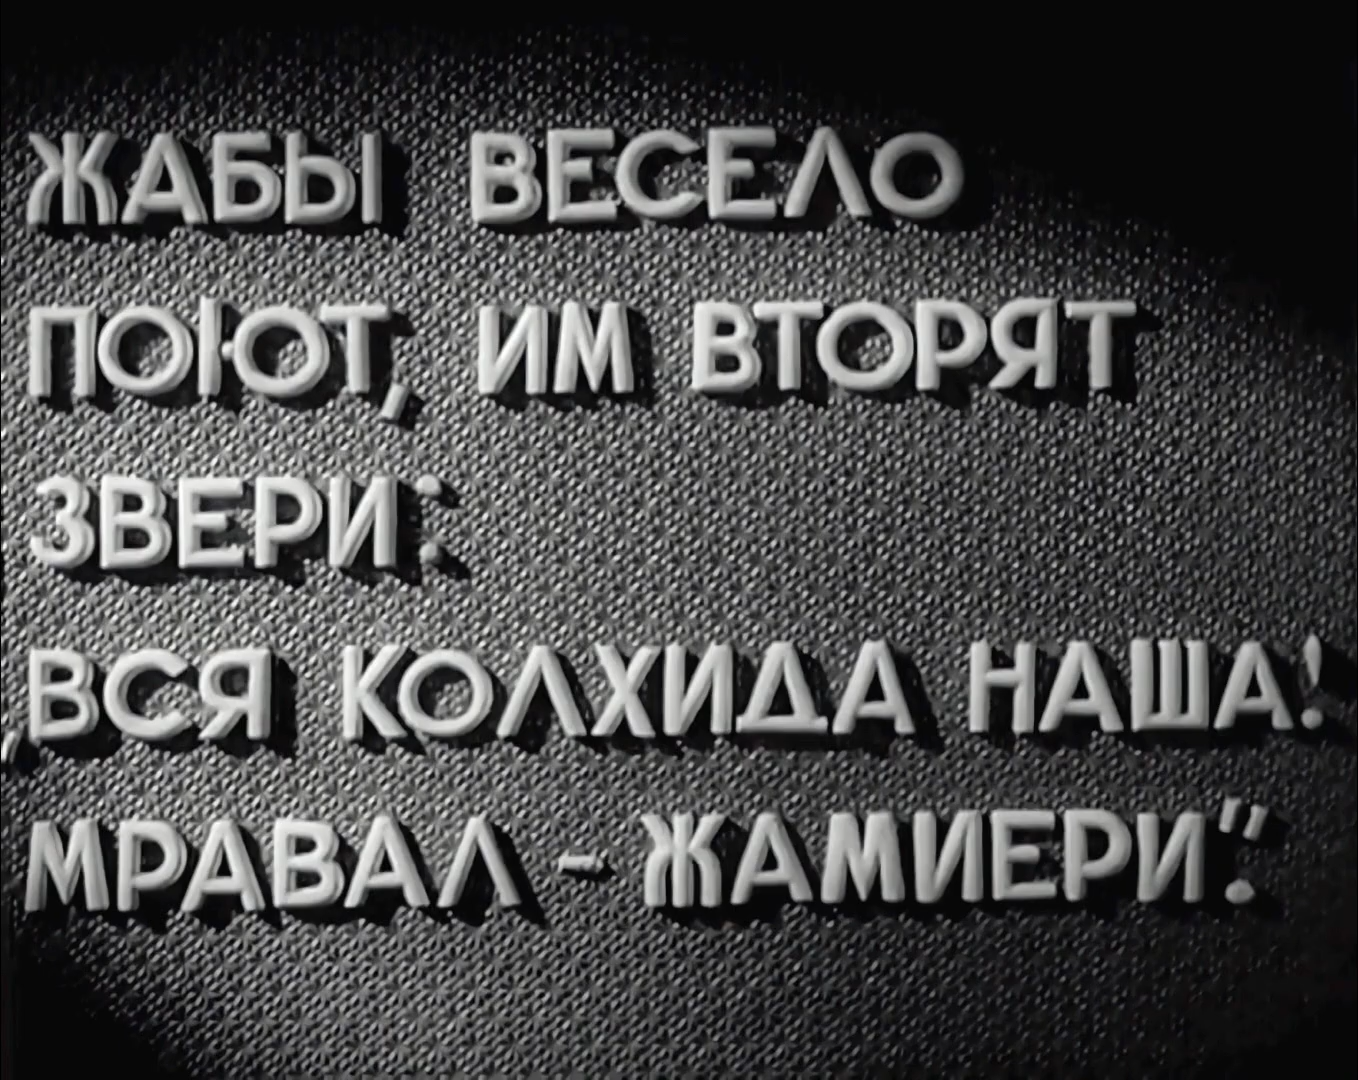 ЖАБЫ ВЕСЕЛО
ПОЮТ, ИМ ВТОРЯТ
ЗВЕРИ:
„ВСЯ КОЛХИДА НАША!
МРАВАЛ - ЖАМИЕРИ".